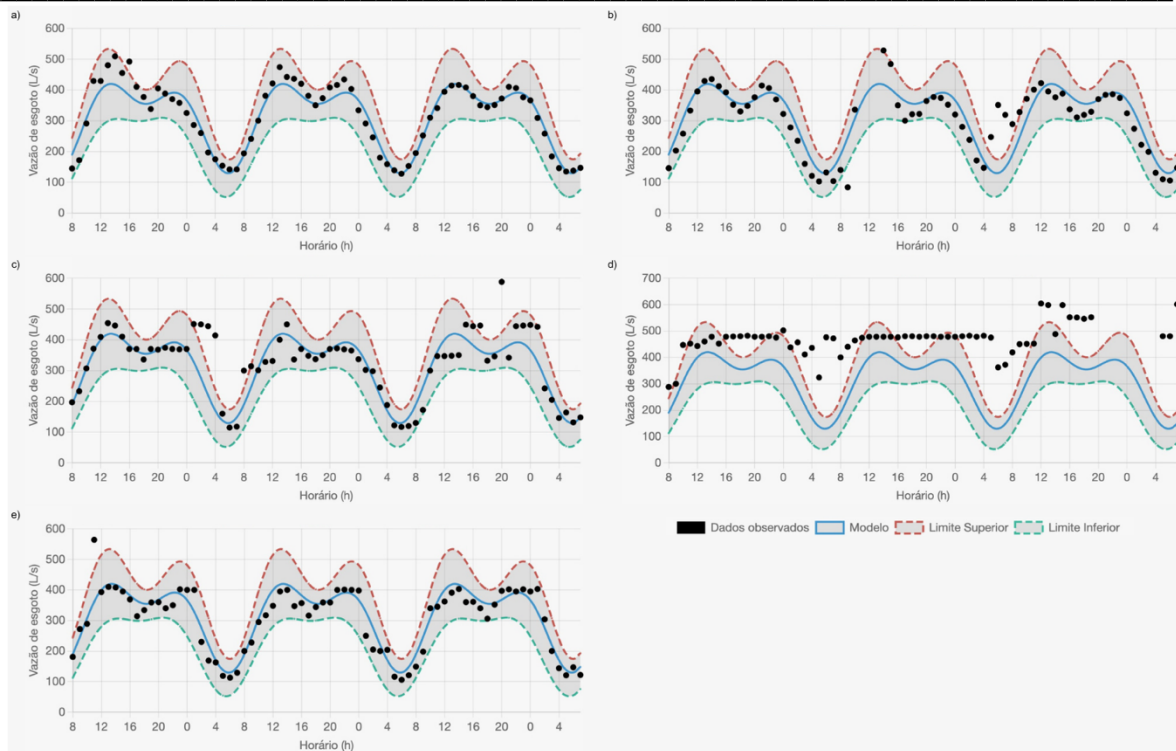 a)
Vazão de esgoto (L/s)
600
500
400
300
200
100
0
8 12 16 20 0 4 8 12 16 20 0 4 8 12 16 20 0 4
Horário (h)
b)
Vazão de esgoto (L/s)
600
500
400
300
200
100
0
8 12 16 20 0 4 8 12 16 20 0 4 8 12 16 20 0 4
Horário (h)
c)
Vazão de esgoto (L/s)
600
500
400
300
200
100
0
8 12 16 20 0 4 8 12 16 20 0 4 8 12 16 20 0 4
Horário (h)
d)
Vazão de esgoto (L/s)
700
600
500
400
300
200
100
0
8 12 16 20 0 4 8 12 16 20 0 4 8 12 16 20 0 4
Horário (h)
Dados observados Modelo Limite Superior Limite Inferior
e)
Vazão de esgoto (L/s)
600
500
400
300
200
100
0
8 12 16 20 0 4 8 12 16 20 0 4 8 12 16 20 0 4
Horário (h)